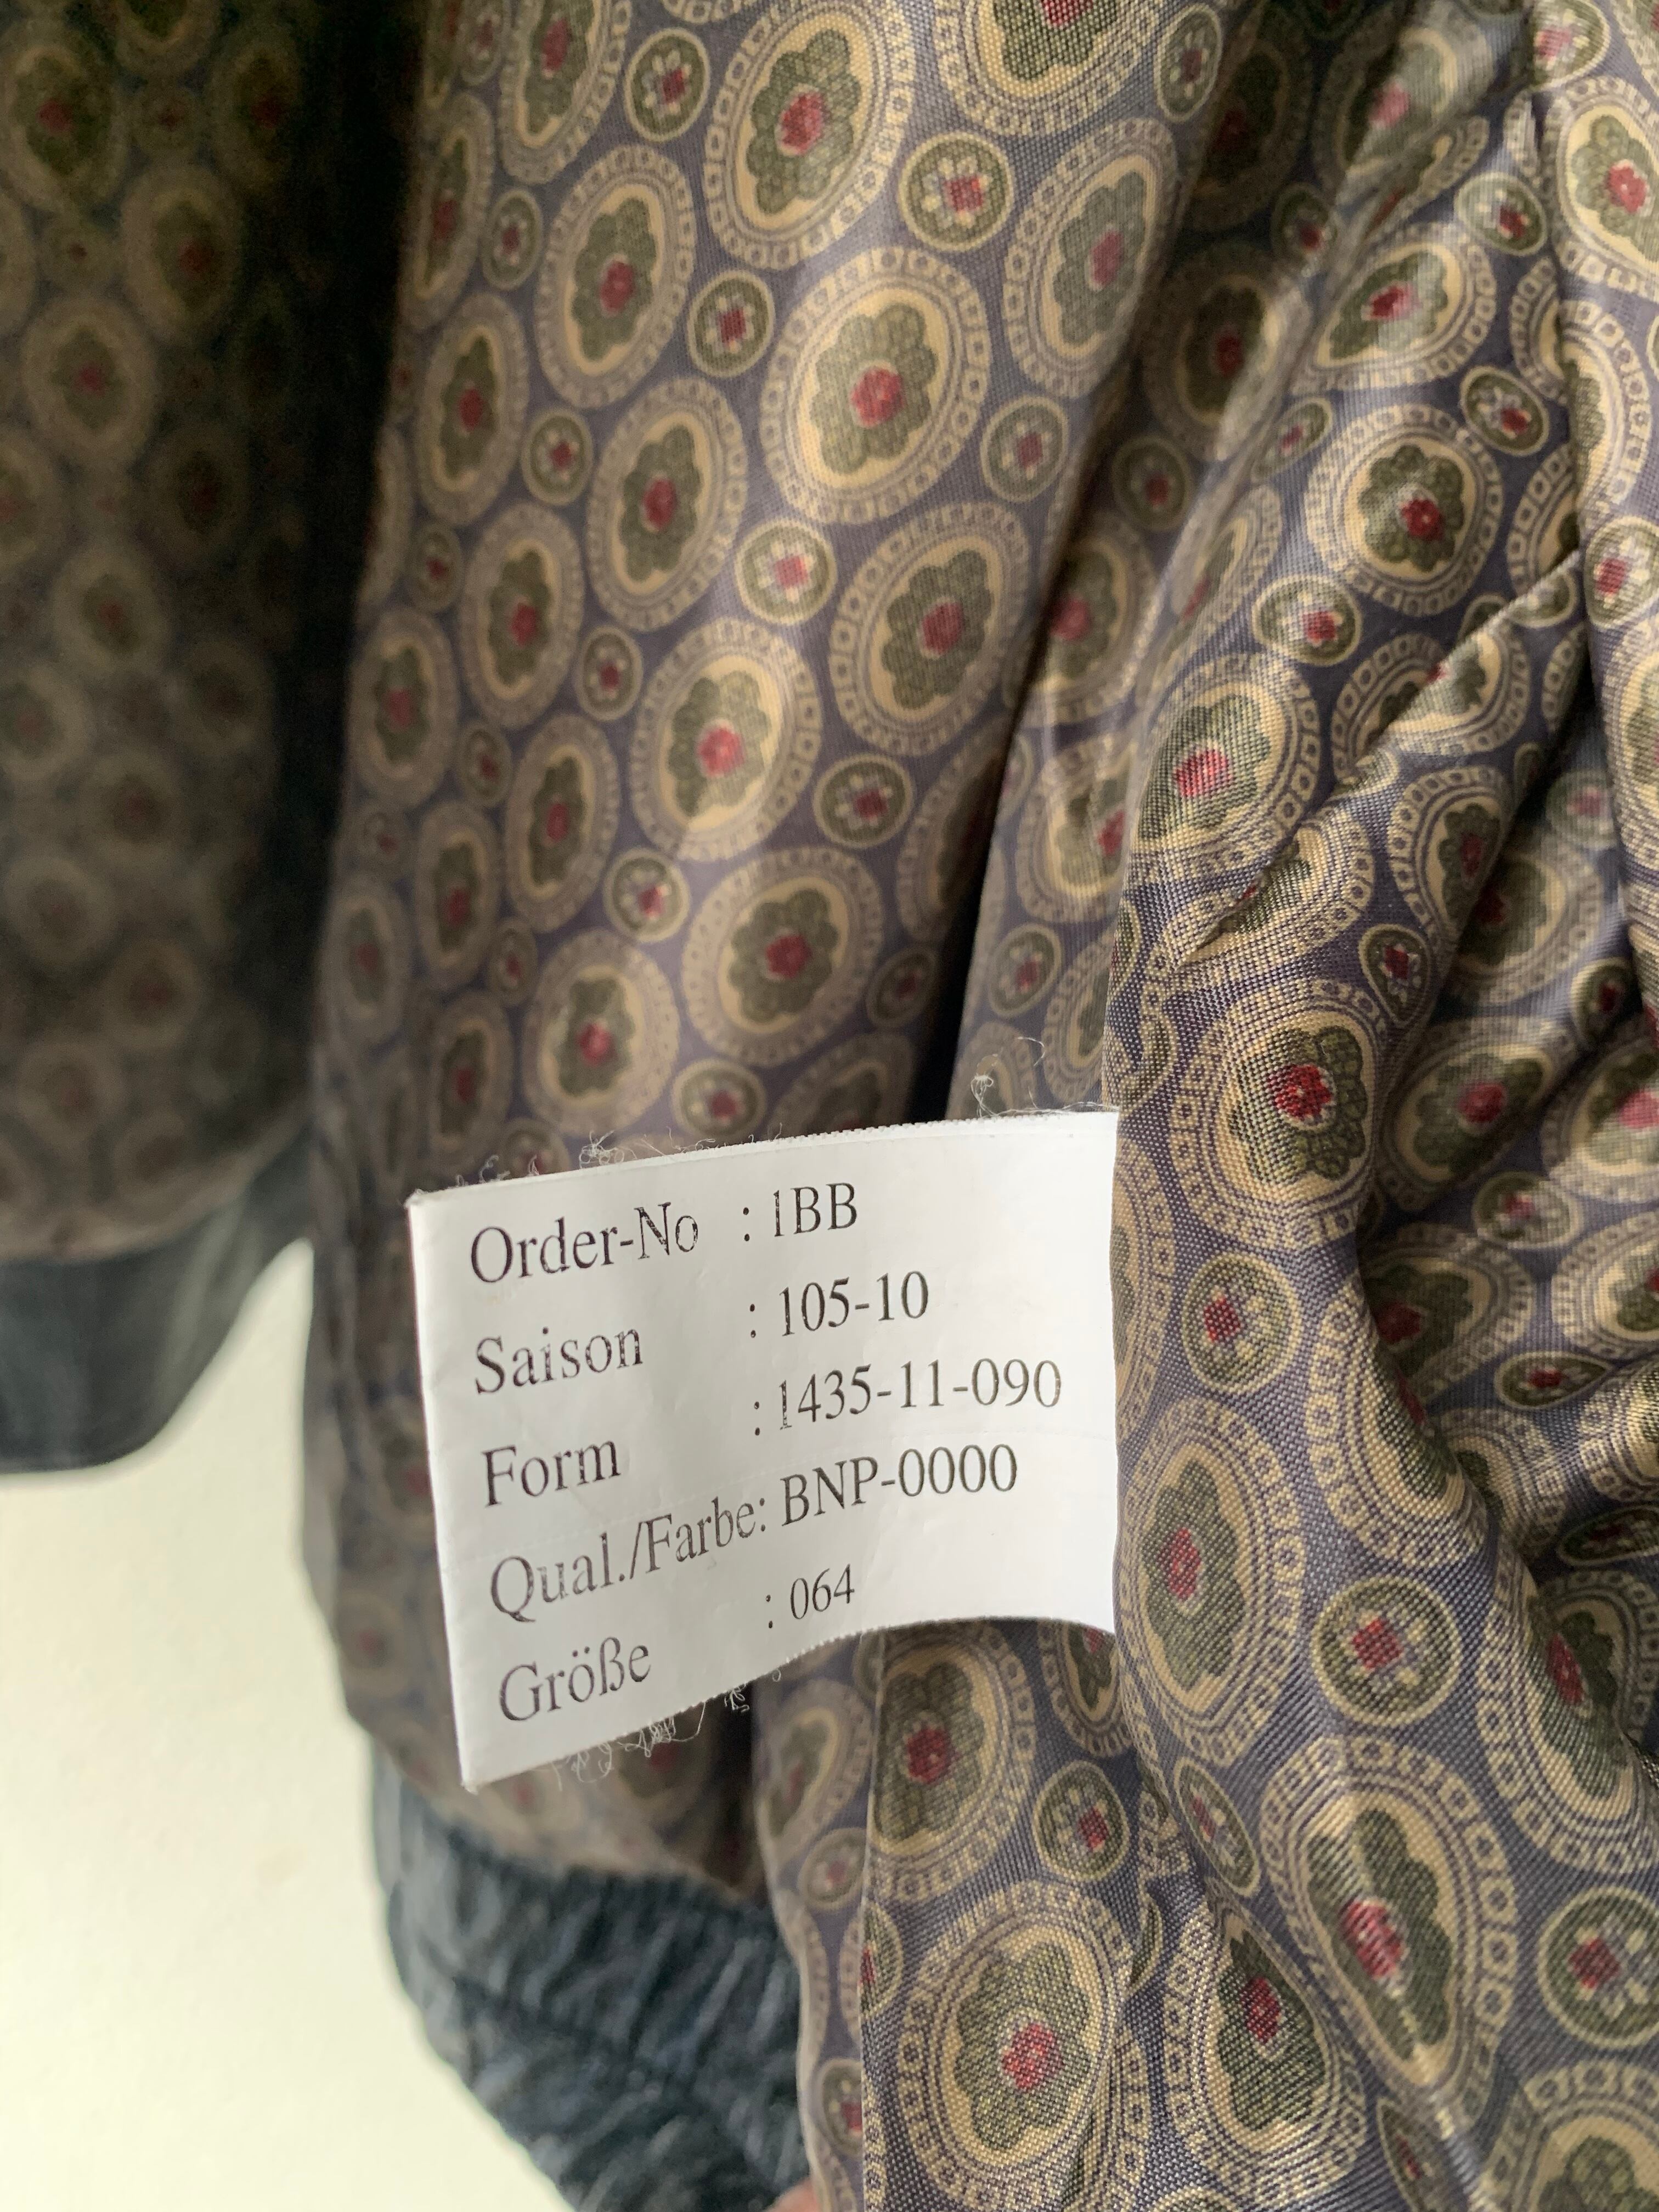 Order-No : 1BB
Saison : 105-10
Form : 1435-11-090
Qual./Farbe: BNP-0000
Größe : 064